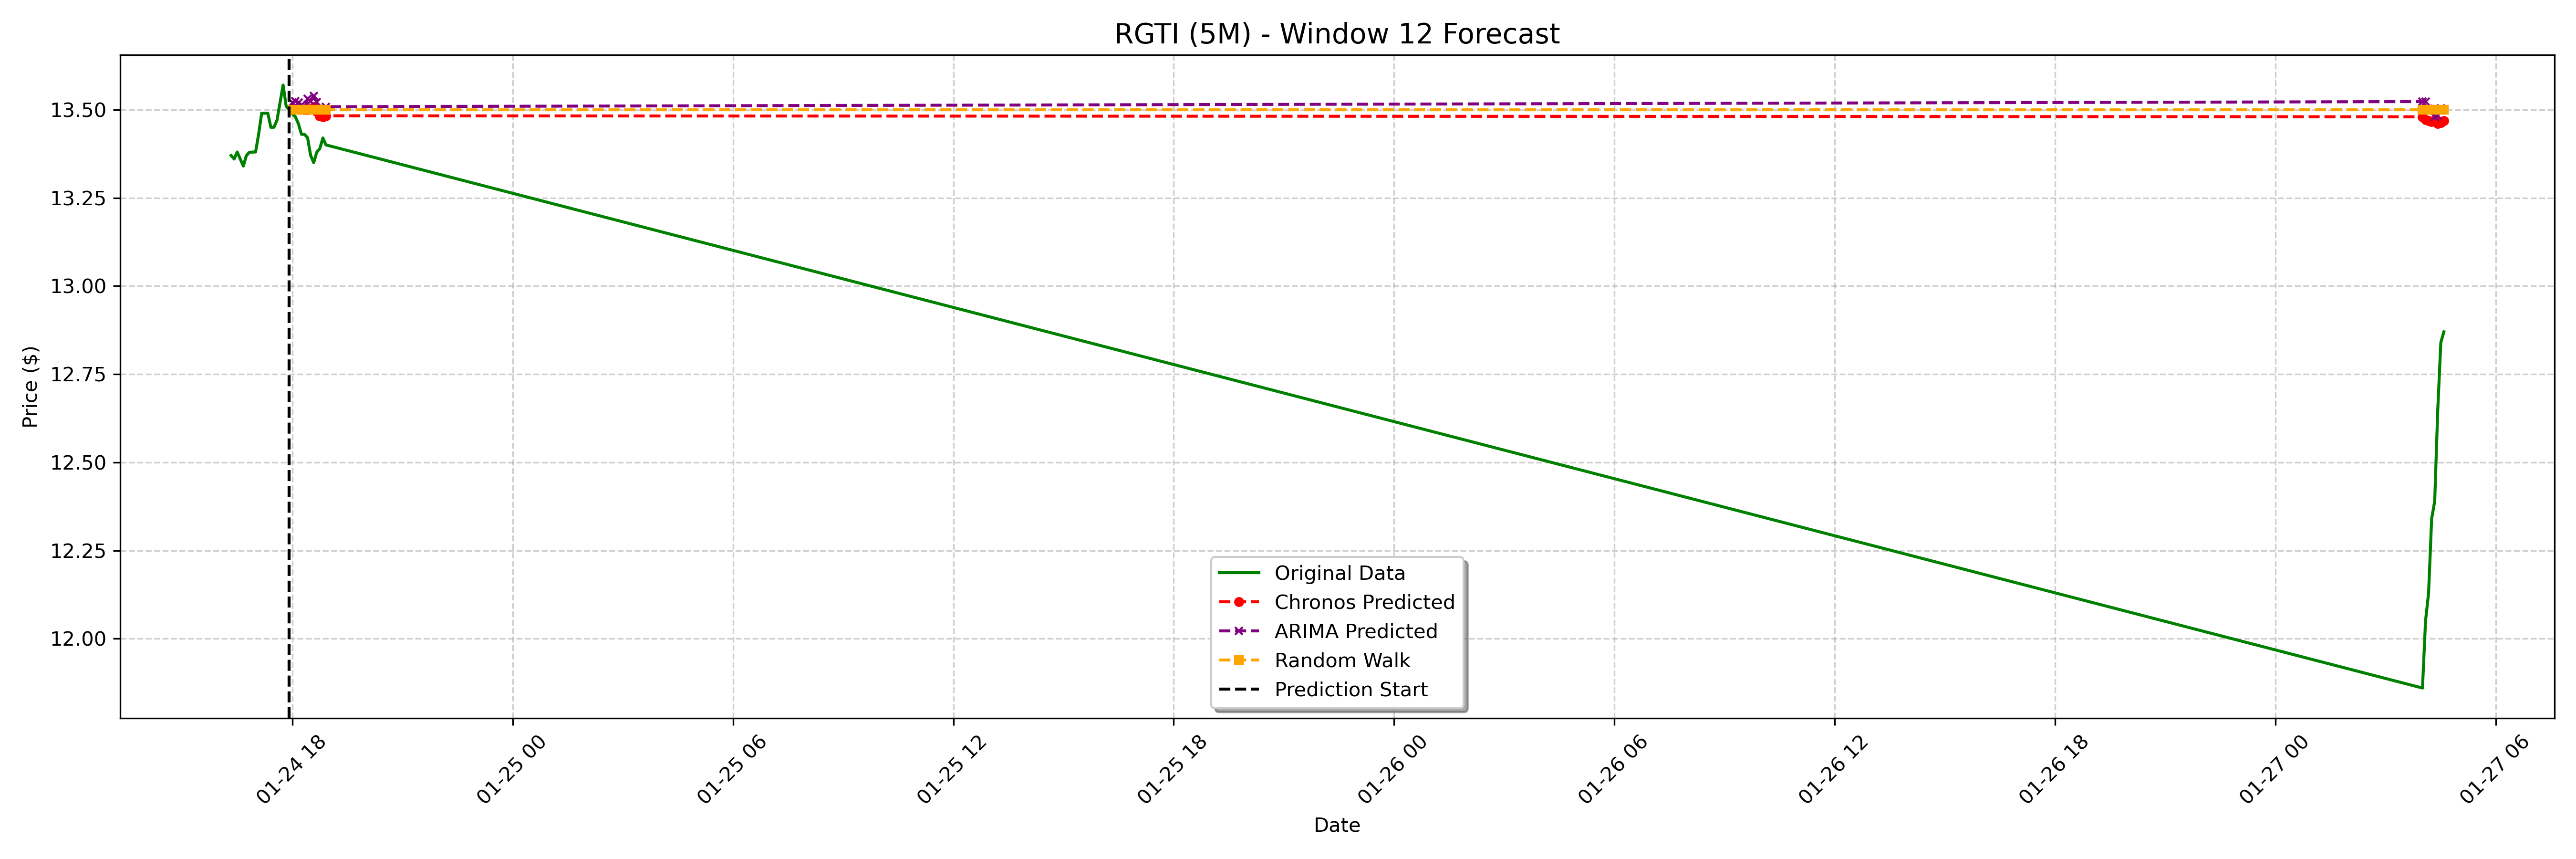 RGTI (5M) - Window 12 Forecast
Price ($)
13.50
13.25
13.00
12.75
12.50
12.25
12.00
Original Data
Chronos Predicted
ARIMA Predicted
Random Walk
Prediction Start
01-24 18
01-25 00
01-25 06
01-25 12
01-25 18
01-26 00
01-26 06
01-26 12
01-26 18
01-27 00
01-27 06
Date